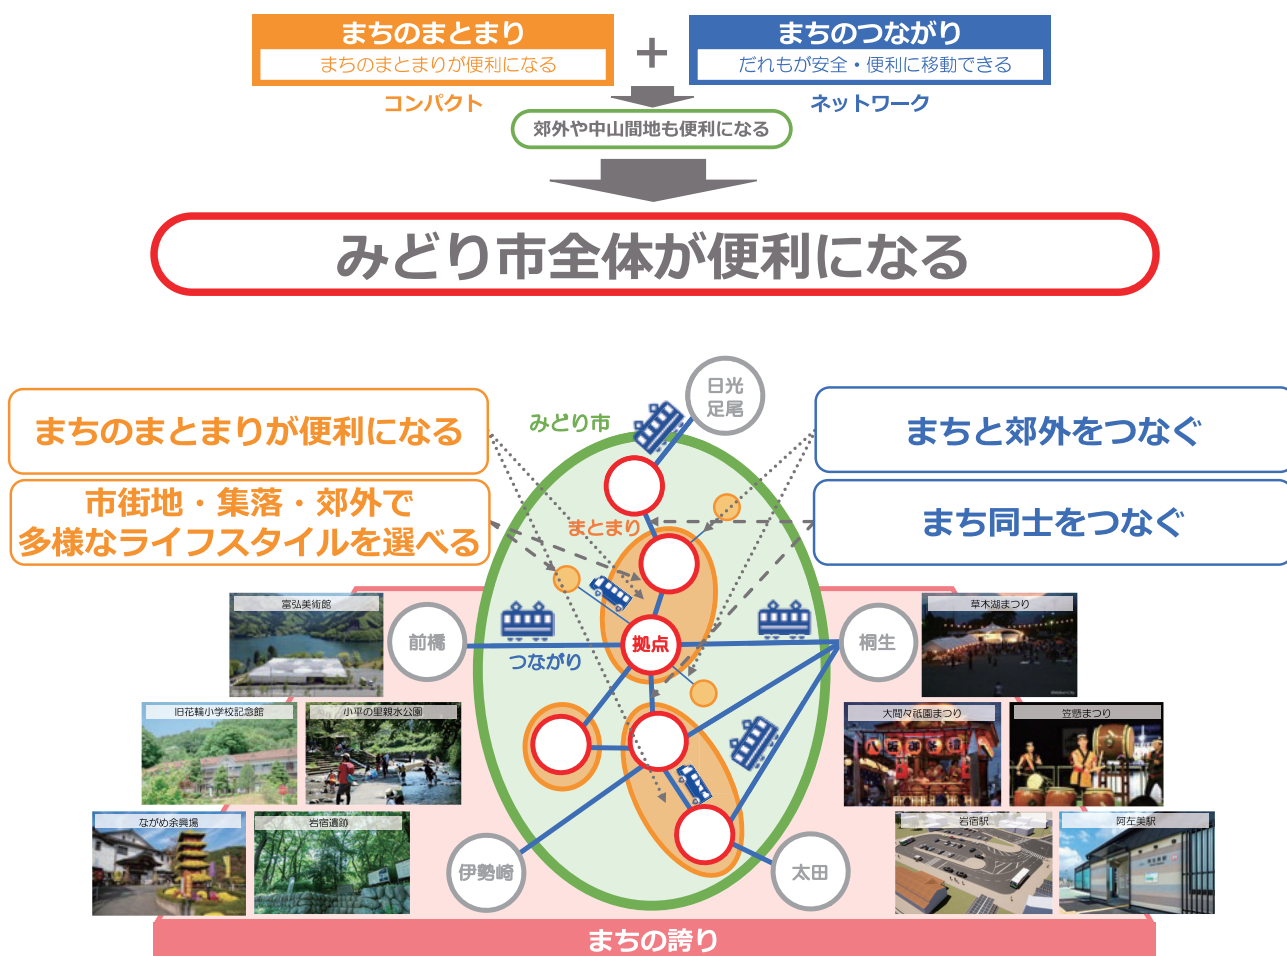 まちのまとまり
まちのまとまりが便利になる
コンパクト
＋
まちのつながり
だれもが安全・便利に移動できる
ネットワーク
郊外や中山間地も便利になる
みどり市全体が便利になる
まちのまとまりが便利になる
市街地・集落・郊外で
多様なライフスタイルを選べる
まちと郊外をつなぐ
まち同士をつなぐ
みどり市
日光
足尾
まとまり
前橋
つながり
拠点
桐生
伊勢崎
太田
富弘美術館
旧花輪小学校記念館
小平の里親水公園
ながめ余興場
岩宿遺跡
草木湖まつり
大間々祇園まつり
八坂御祭禮
笠懸まつり
岩宿駅
阿左美駅
まちの誇り